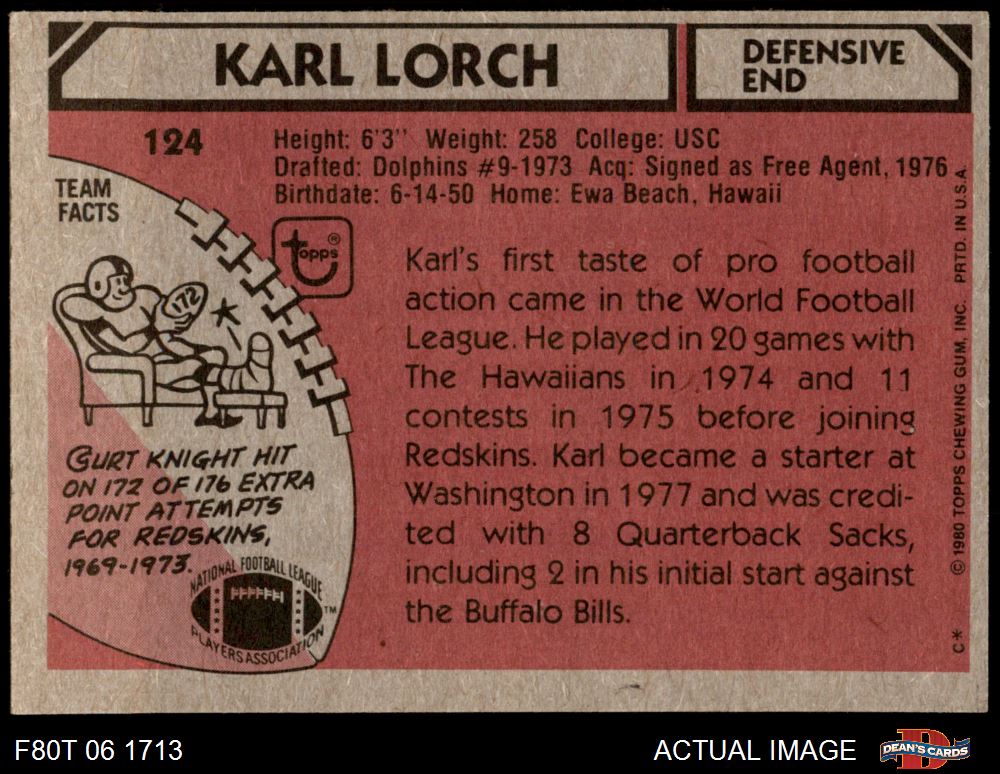 KARL LORCH
DEFENSIVE
END
124
Height: 6'3" Weight: 258 College: USC
Drafted: Dolphins #9-1973 Acq: Signed as Free Agent, 1976
Birthdate: 6-14-50 Home: Ewa Beach, Hawaii
TEAM
FACTS
172
topps®
Karl's first taste of pro football
action came in the World Football
League. He played in 20 games with
The Hawaiians in 1974 and 11
contests in 1975 before joining
Redskins. Karl became a starter at
Washington in 1977 and was credi-
ted with 8 Quarterback Sacks,
including 2 in his initial start against
the Buffalo Bills.
CURT KNIGHT HIT
ON 172 OF 176 EXTRA
POINT ATTEMPTS
FOR REDSKINS,
1969-1973.
NATIONAL FOOTBALL LEAGUE
PLAYERS ASSOCIATION
TM
C* © 1980 TOPPS CHEWING GUM, INC. PRTD. IN U.S.A.
F80T 06 1713
ACTUAL IMAGE
D
DEAN'S CARDS